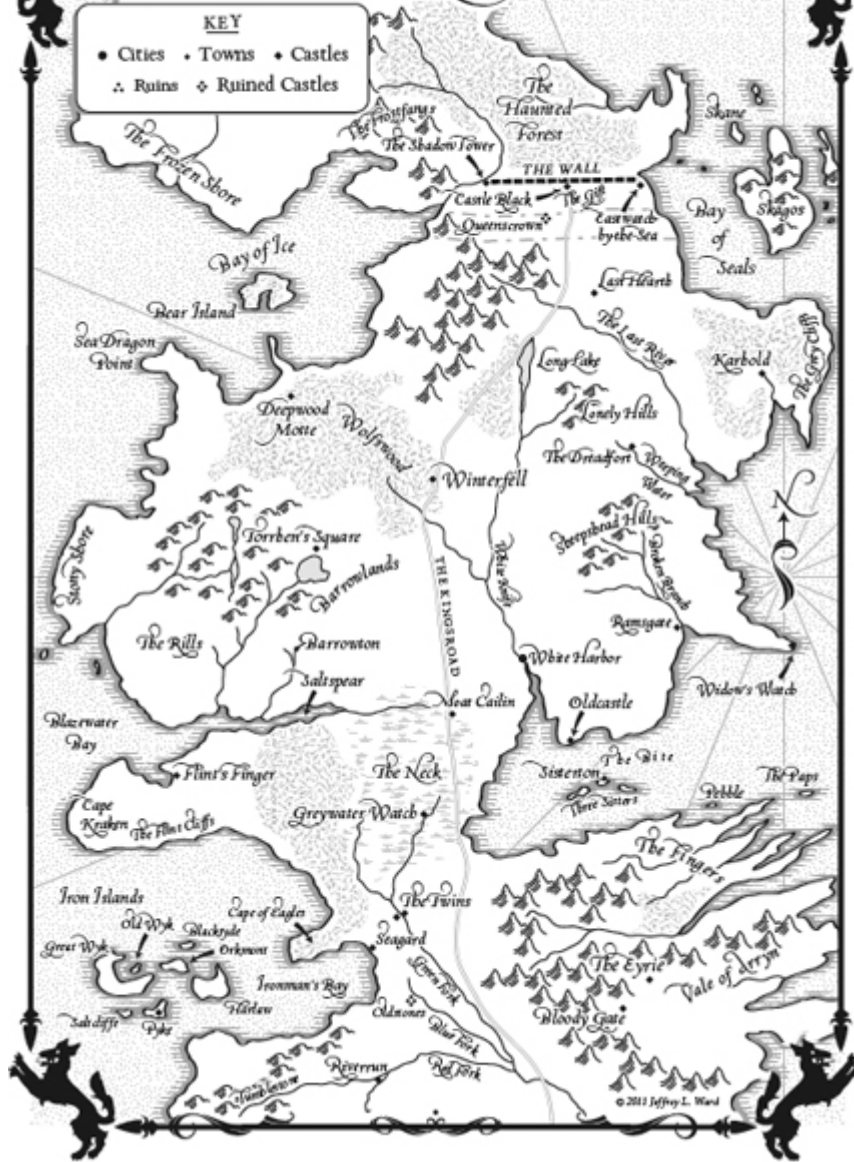 KEY
Cities
Towns
Castles
Ruins
Ruined Castles
The Frostfangs
The
Haunted
Forest
The Frozen Shore
The Shadow Tower
THE WALL
Skane
Castle Black
The Gift
Queenscrown
Eastwatch-
by-the-Sea
Bay
of
Seals
Skagos
Bay of Ice
Bear Island
Last Hearth
Sea Dragon
Point
The Last River
Long Lake
Karhold
The Grey Cliffs
Deepwood
Motte
Wolfswood
Lonely Hills
The Dreadfort
Weeping
Water
Winterfell
Stony Shore
Torrhen's Square
Barrowlands
THE KINGSROAD
White Knife
Sheepshead Hills
Broken Branch
The Rills
Barrowton
Ramsgate
White Harbor
Widow's Watch
Saltspear
Moat Cailin
Oldcastle
Blazewater
Bay
Flint's Finger
The Neck
The Bite
Sisterton
Three Sisters
Pebble
The Paps
Cape
Kraken
The Flint Cliffs
Greywater Watch
The Fingers
Iron Islands
The Twins
Old Wyk
Blacktyde
Cape of Eagles
Great Wyk
Orkmont
Seagard
Ironman's Bay
Green Fork
The Eyrie
Vale of Arryn
Harlaw
Saltcliffe
Pyke
Oldstones
Blue Fork
Bloody Gate
Riverrun
Red Fork
Tumblestone
© 2011 Jeffrey L. Ward